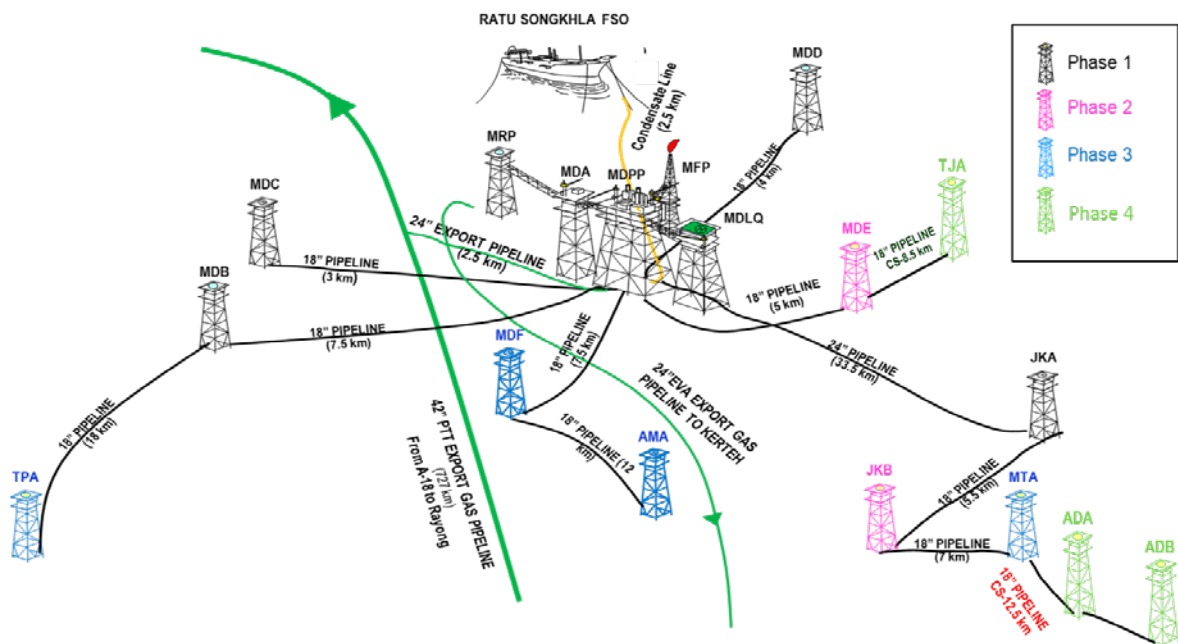 RATU SONGKHLA FSO
MDD
Condensate Line
(2.5 km)
MRP
MDA
MDPP
MFP
18" PIPELINE
(4 km)
TJA
MDC
MDLQ
MDE
24" EXPORT PIPELINE
(2.5 km)
18" PIPELINE
CS-8.5 km
18" PIPELINE
(3 km)
MDB
18" PIPELINE
(5 km)
18" PIPELINE
(7.5 km)
MDF
18" PIPELINE
(7.5 km)
24" PIPELINE
(33.5 km)
JKA
24"EVA EXPORT GAS
PIPELINE TO KERTEH
18" PIPELINE
(18 km)
42" PTT EXPORT GAS PIPELINE
(727 km)
From A-18 to Rayong
18" PIPELINE (12
km)
AMA
TPA
JKB
18" PIPELINE
(5.5 km)
MTA
18" PIPELINE
(7 km)
ADA
ADB
18" PIPELINE
CS-12.5 km
Phase 1
Phase 2
Phase 3
Phase 4